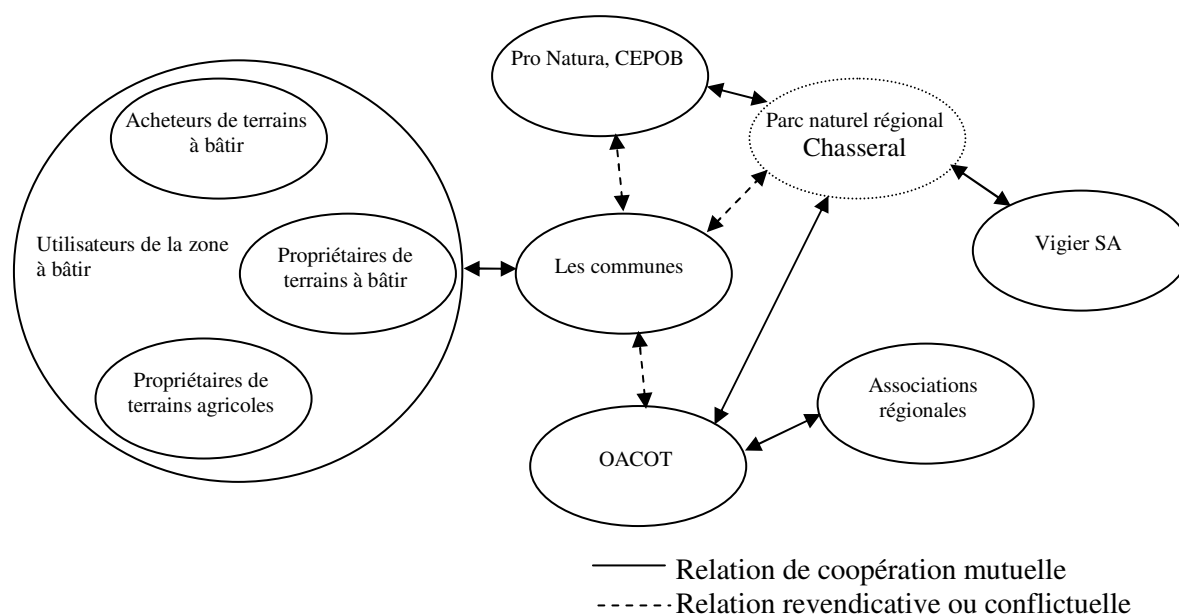 Pro Natura, CEPOB
Acheteurs de terrains
à bâtir
Parc naturel régional
Chasseral
Utilisateurs de la zone
à bâtir
Propriétaires de
terrains à bâtir
Les communes
Vigier SA
Propriétaires de
terrains agricoles
Associations
régionales
OACOT
Relation de coopération mutuelle
Relation revendicative ou conflictuelle